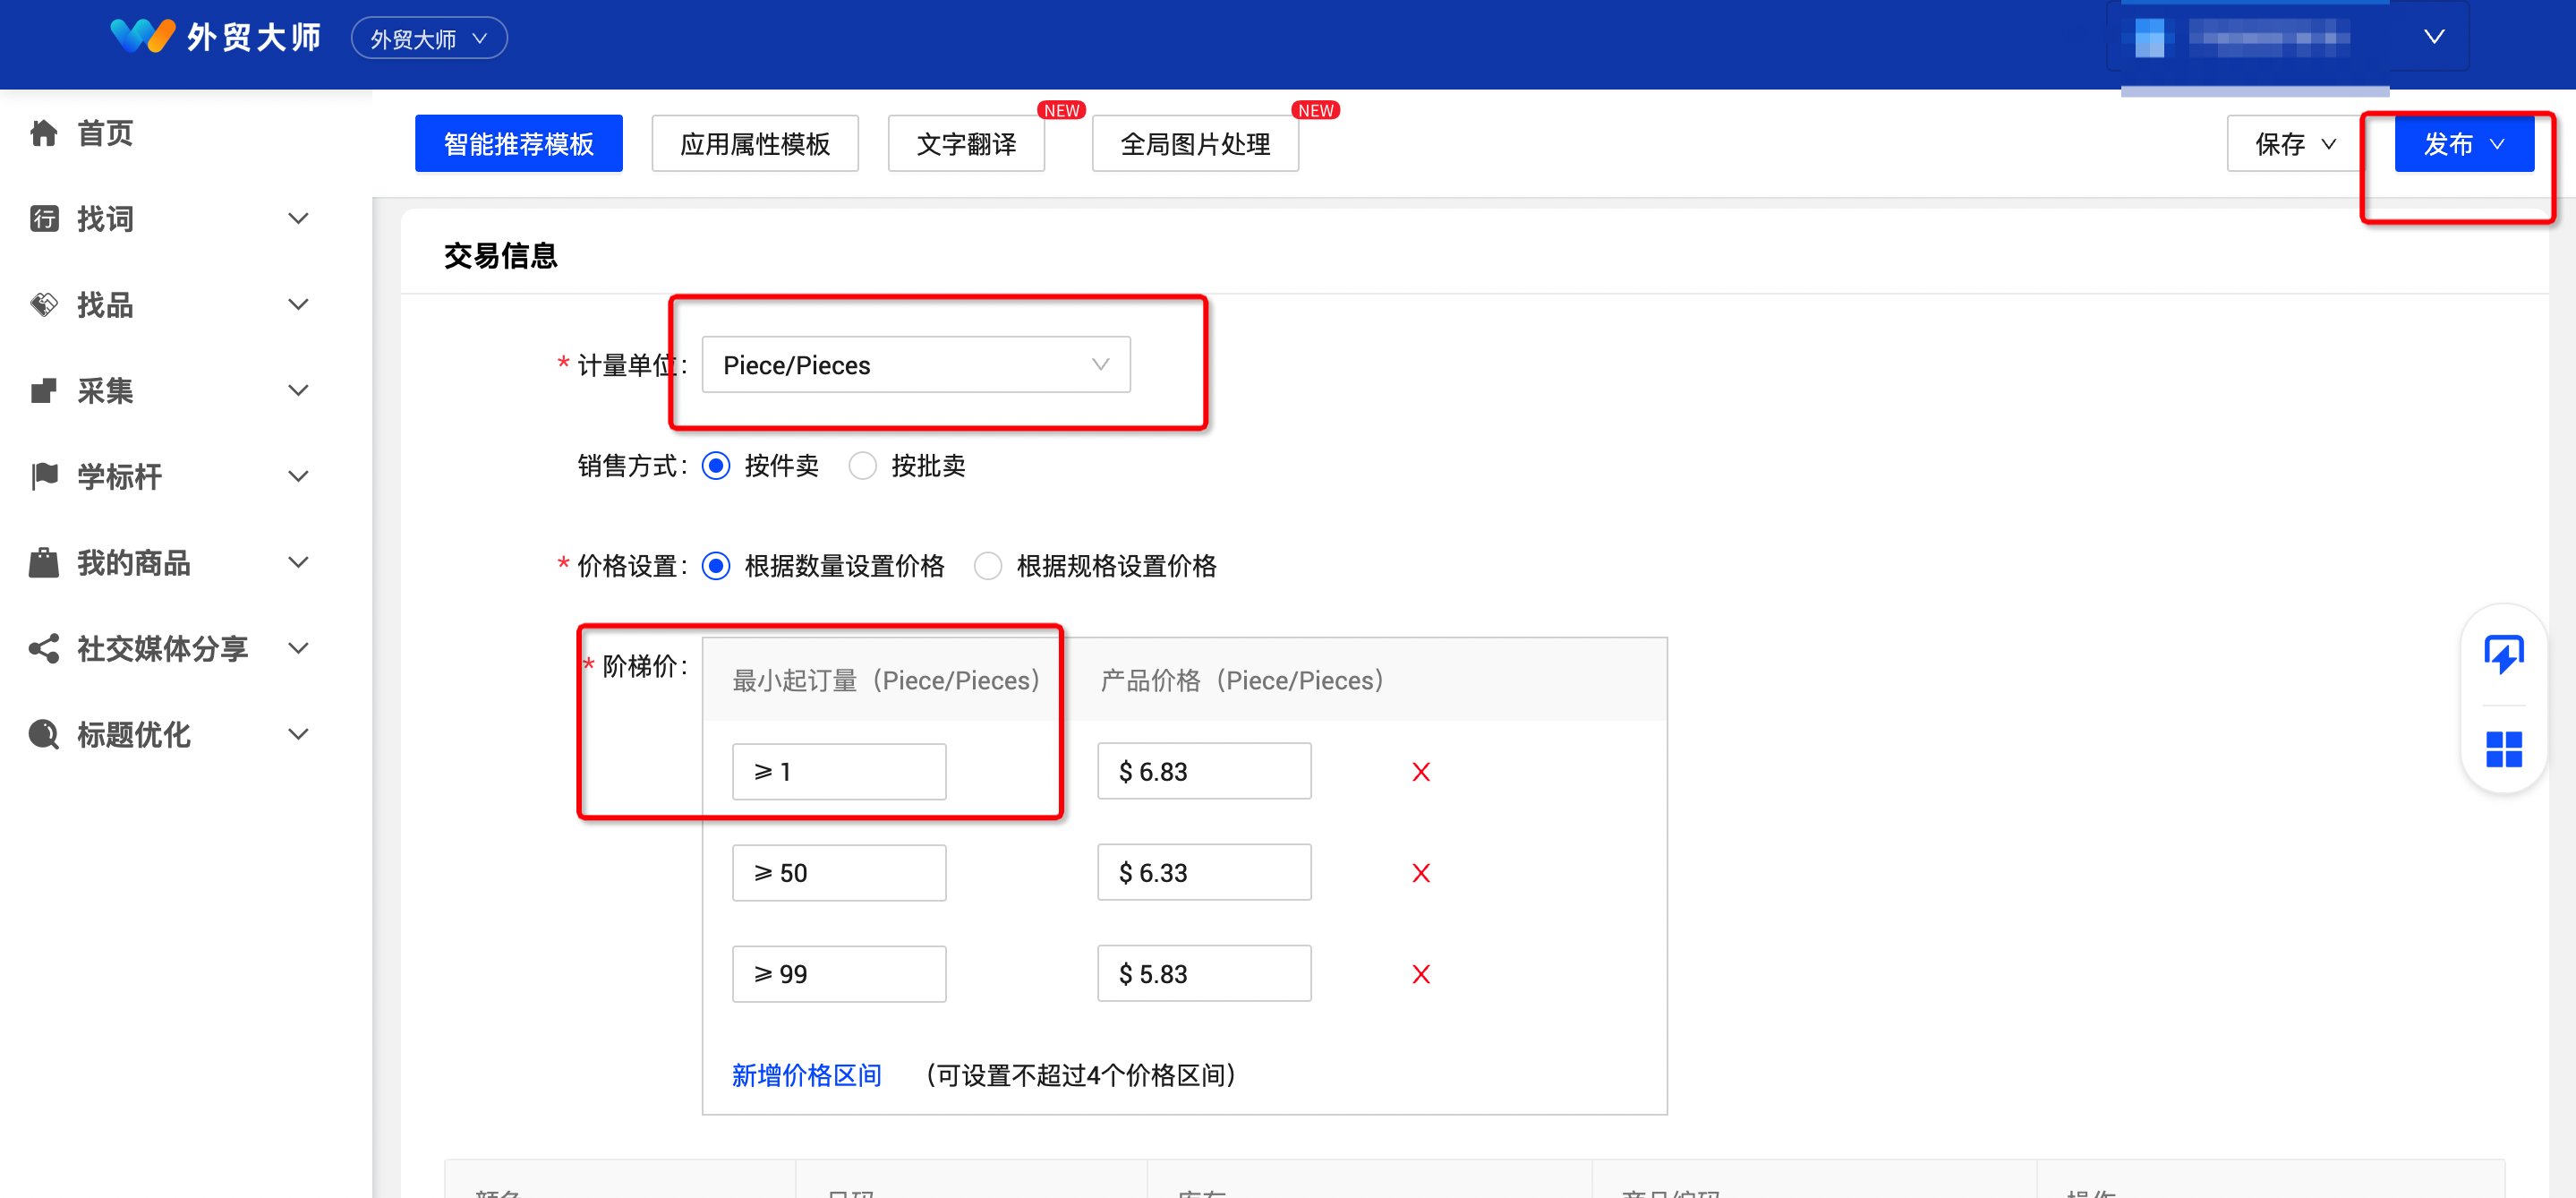 外贸大师
外贸大师
首页
找词
找品
采集
学标杆
我的商品
社交媒体分享
标题优化
智能推荐模板
应用属性模板
文字翻译
NEW
全局图片处理
NEW
保存
发布
交易信息
* 计量单位: Piece/Pieces
销售方式: 按件卖 按批卖
* 价格设置: 根据数量设置价格 根据规格设置价格
* 阶梯价: 最小起订量（Piece/Pieces） 产品价格（Piece/Pieces）
≥ 1 $ 6.83 X
≥ 50 $ 6.33 X
≥ 99 $ 5.83 X
新增价格区间 （可设置不超过4个价格区间）